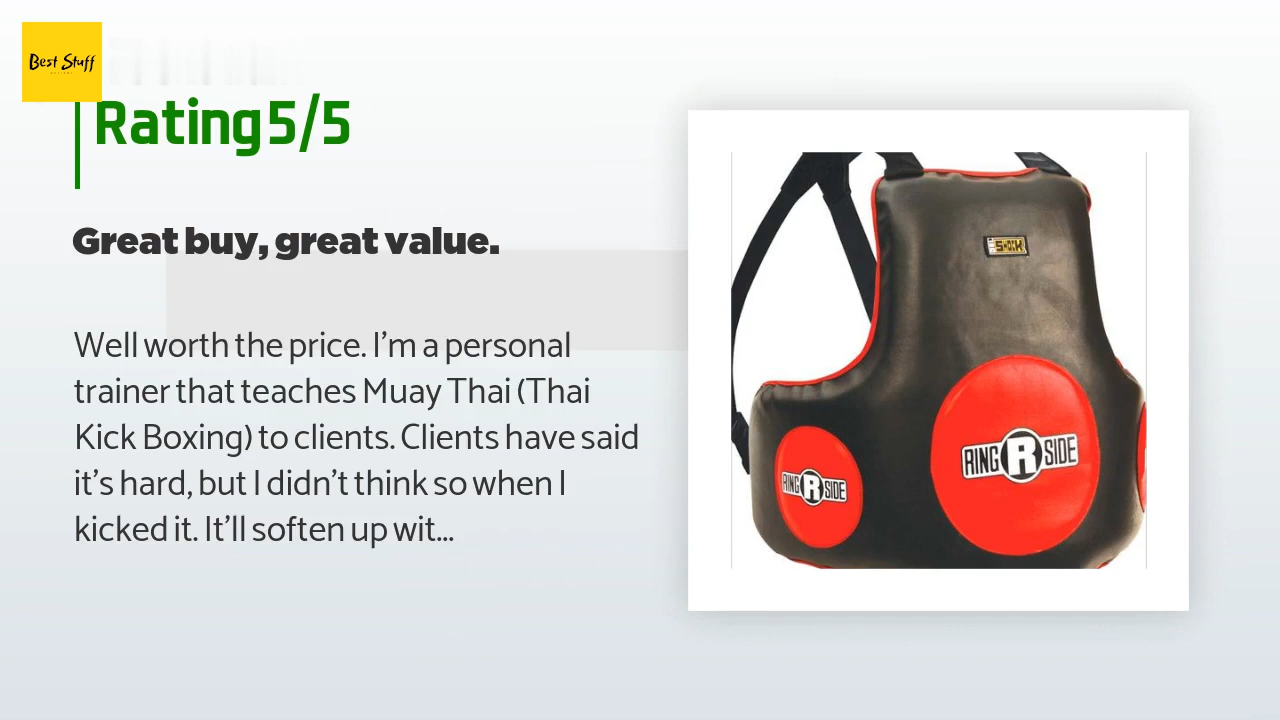 Best Stuff
Rating 5/5
Great buy, great value.
Well worth the price. I'm a personal
trainer that teaches Muay Thai (Thai
Kick Boxing) to clients. Clients have said
it's hard, but I didn't think so when I
kicked it. It'll soften up wit...
SHOCK
RING R SIDE
RING R SIDE